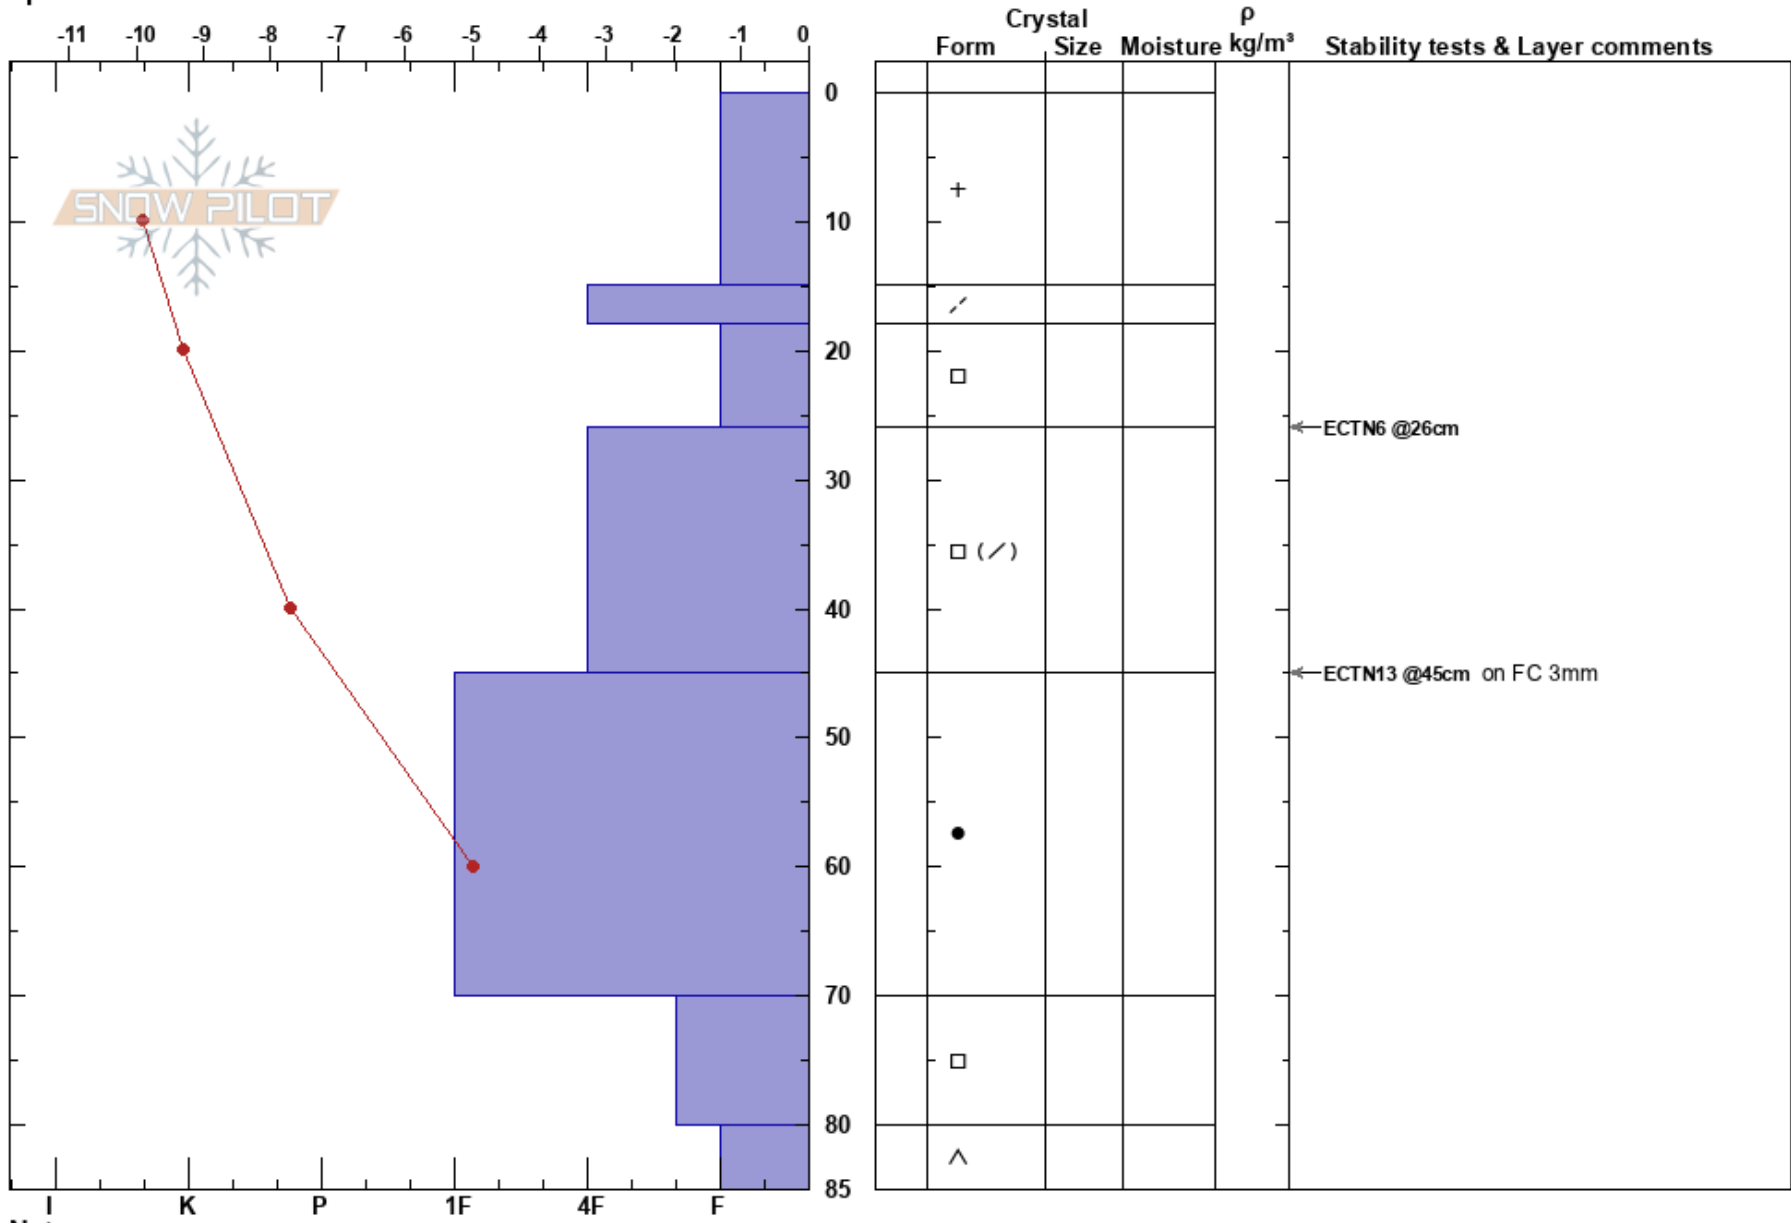 Crystal ρ
-11 -10 -9 -8 -7 -6 -5 -4 -3 -2 -1 0 Form Size Moisture kg/m³ Stability tests & Layer comments
0
SNOW PILOT
10
20
ECTN6 @26cm
30
40
ECTN13 @45cm on FC 3mm
50
60
70
80
85
I K P 1F 4F F